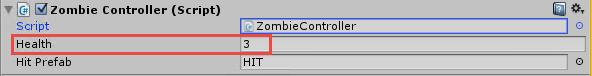 Zombie Controller (Script)
Script ZombieController
Health 3
Hit Prefab HIT